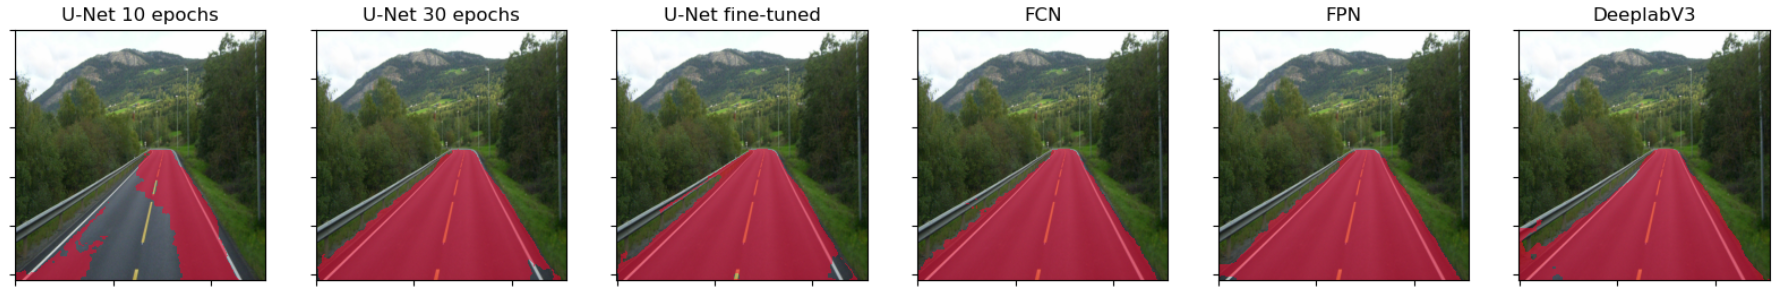 U-Net 10 epochs
U-Net 30 epochs
U-Net fine-tuned
FCN
FPN
DeeplabV3